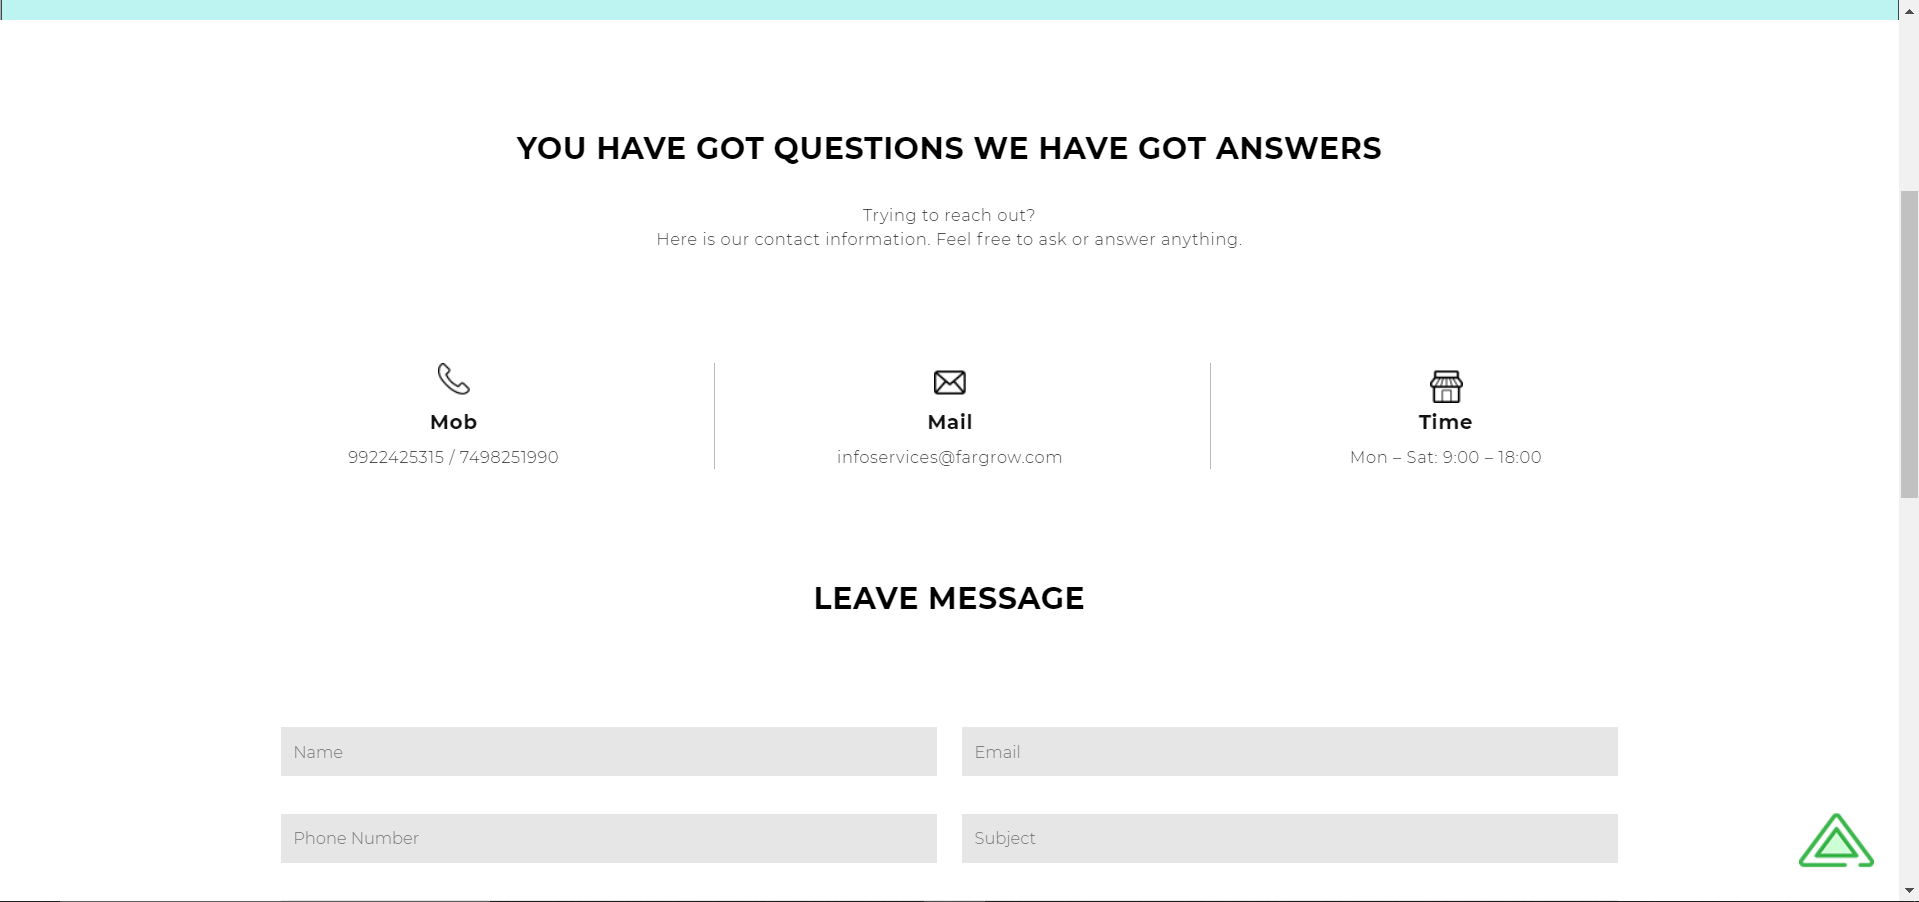 YOU HAVE GOT QUESTIONS WE HAVE GOT ANSWERS
Trying to reach out?
Here is our contact information. Feel free to ask or answer anything.
Mob
9922425315 / 7498251990
Mail
infoservices@fargrow.com
Time
Mon – Sat: 9:00 – 18:00
LEAVE MESSAGE
Name
Email
Phone Number
Subject